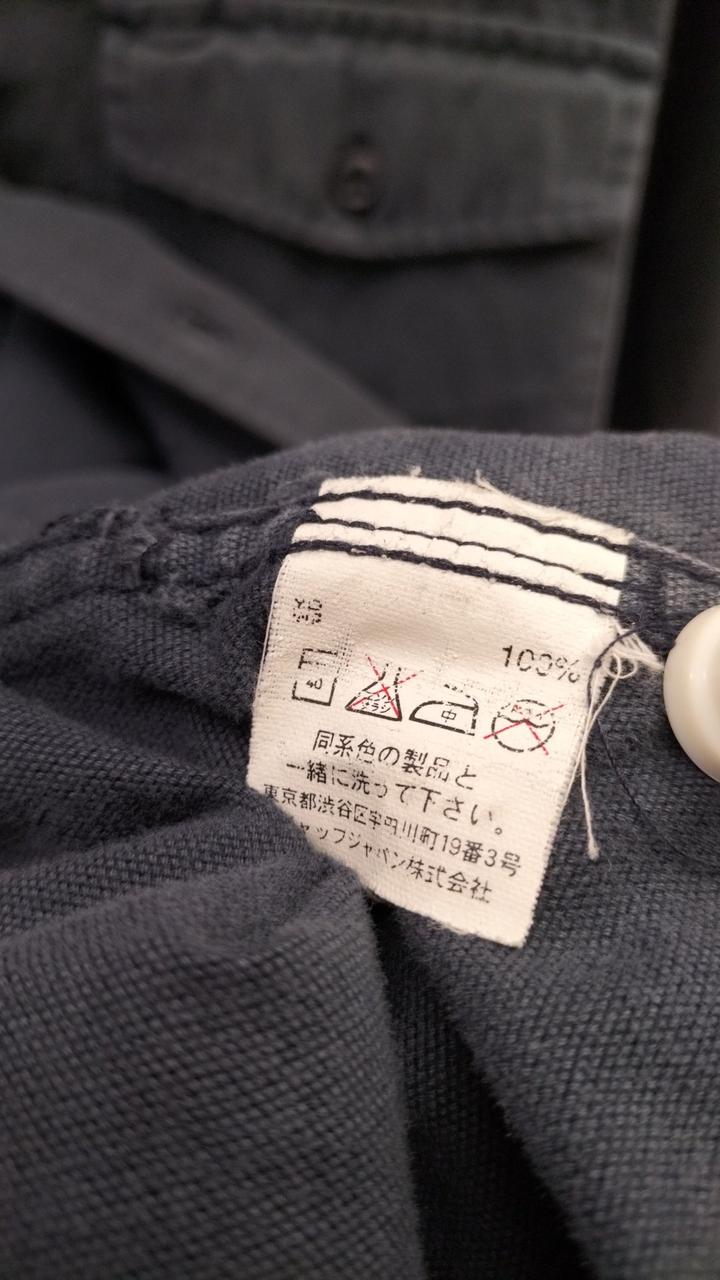 綿 100%
40 中
同系色の製品と
一緒に洗って下さい。
東京都渋谷区宇田川町19番3号
ャップジャパン株式会社